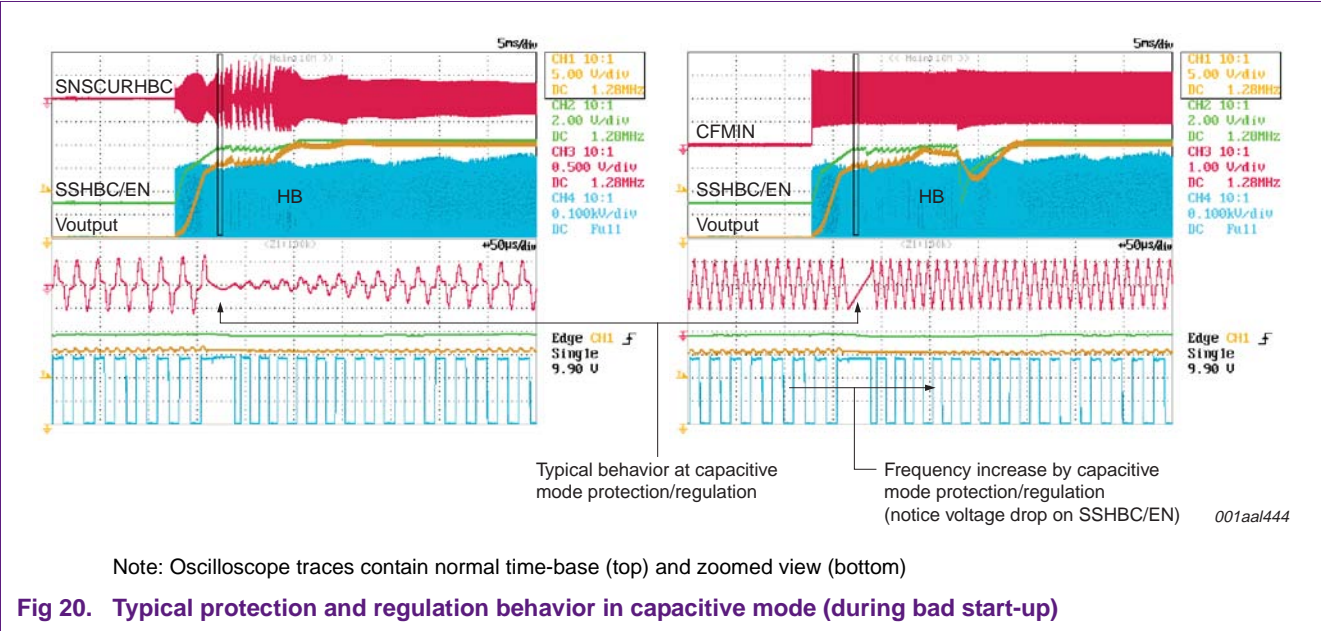 5ms/div
SNSCURHBC
<< Main:10M >>
CH1 10:1
5.00 V/div
DC 1.28MHz
CH2 10:1
2.00 V/div
DC 1.28MHz
CH3 10:1
0.500 V/div
DC 1.28MHz
CH4 10:1
0.100kV/div
DC Full
SSHBC/EN
HB
Voutput
50µs/div
Edge CH1
Single
9.90 V
5ms/div
<< Main:10M >>
CH1 10:1
5.00 V/div
DC 1.28MHz
CH2 10:1
2.00 V/div
DC 1.28MHz
CH3 10:1
1.00 V/div
DC 1.28MHz
CH4 10:1
0.100kV/div
DC Full
CFMIN
SSHBC/EN
HB
Voutput
50µs/div
Edge CH1
Single
9.90 V
Typical behavior at capacitive
mode protection/regulation
Frequency increase by capacitive
mode protection/regulation
(notice voltage drop on SSHBC/EN)
001aal444
Note: Oscilloscope traces contain normal time-base (top) and zoomed view (bottom)
Fig 20. Typical protection and regulation behavior in capacitive mode (during bad start-up)